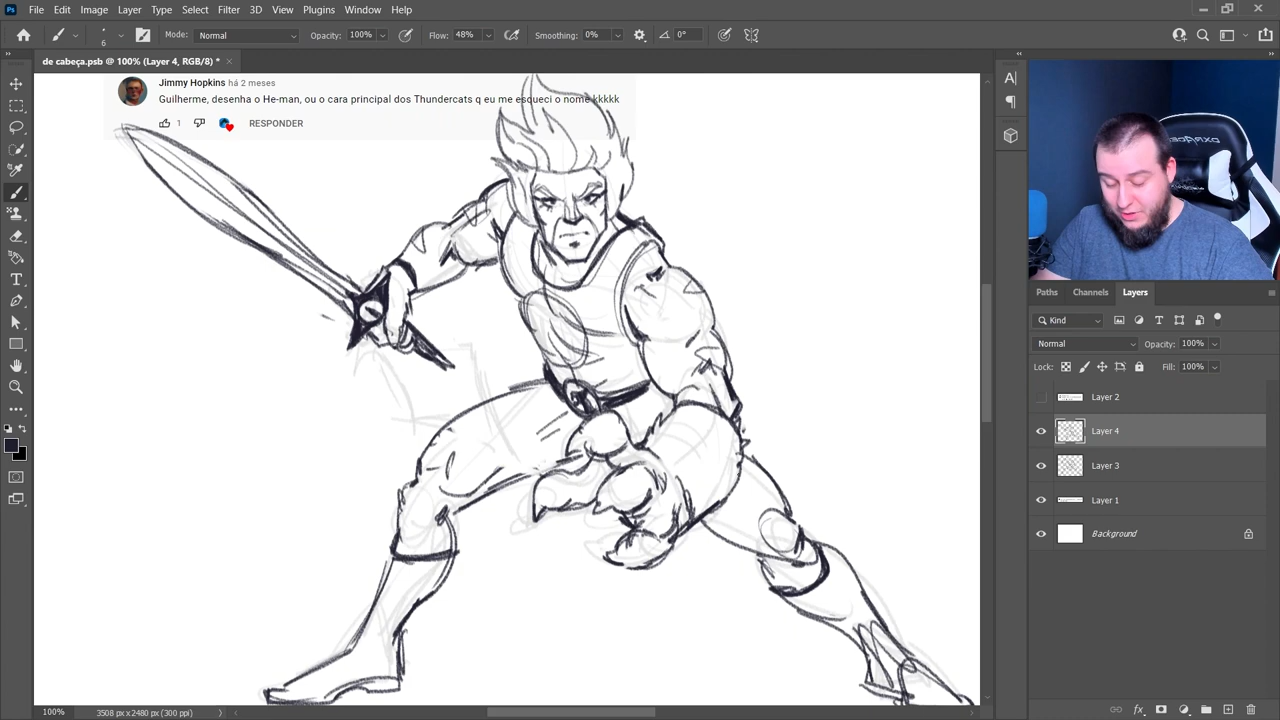 Ps File Edit Image Layer Type Select Filter 3D View Plugins Window Help
6 Mode: Normal Opacity: 100% Flow: 48% Smoothing: 0% 0°
de cabeça.psb @ 100% (Layer 4, RGB/8) *
Jimmy Hopkins há 2 meses
Guilherme, desenha o He-man, ou o cara principal dos Thundercats q eu me esqueci o nome kkkkk
1 RESPONDER
DXRACER
Paths Channels Layers
Kind
Normal Opacity: 100%
Lock: Fill: 100%
Layer 2
Layer 4
Layer 3
Layer 1
Background
100% 3508 px x 2480 px (300 ppi)